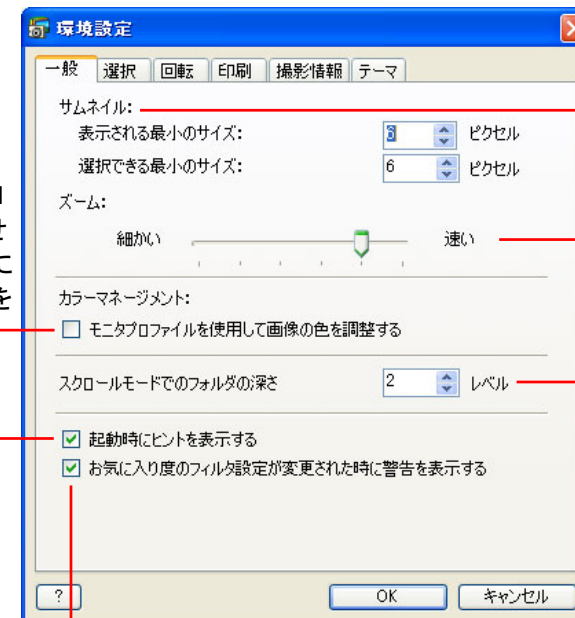 環境設定
一般 選択 回転 印刷 撮影情報 テーマ
サムネイル:
表示される最小のサイズ: ピクセル
選択できる最小のサイズ: 6 ピクセル
ズーム:
細かい 速い
に
を
カラーマネージメント:
モニタプロファイルを使用して画像の色を調整する
スクロールモードでのフォルダの深さ 2 レベル
起動時にヒントを表示する
お気に入り度のフィルタ設定が変更された時に警告を表示する
? OK キャンセル